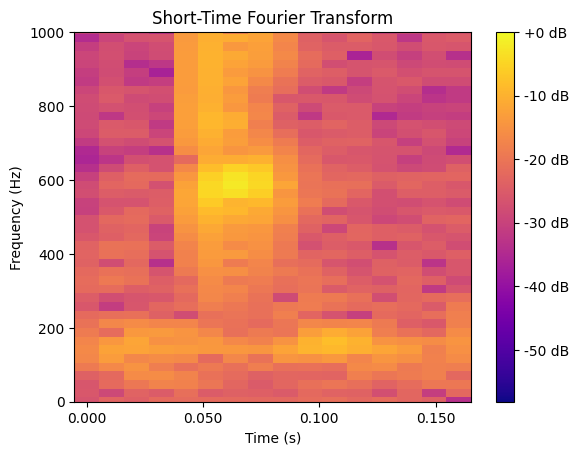 Short-Time Fourier Transform
1000
800
600
400
200
0
Frequency (Hz)
0.000
0.050
0.100
0.150
Time (s)
+0 dB
-10 dB
-20 dB
-30 dB
-40 dB
-50 dB